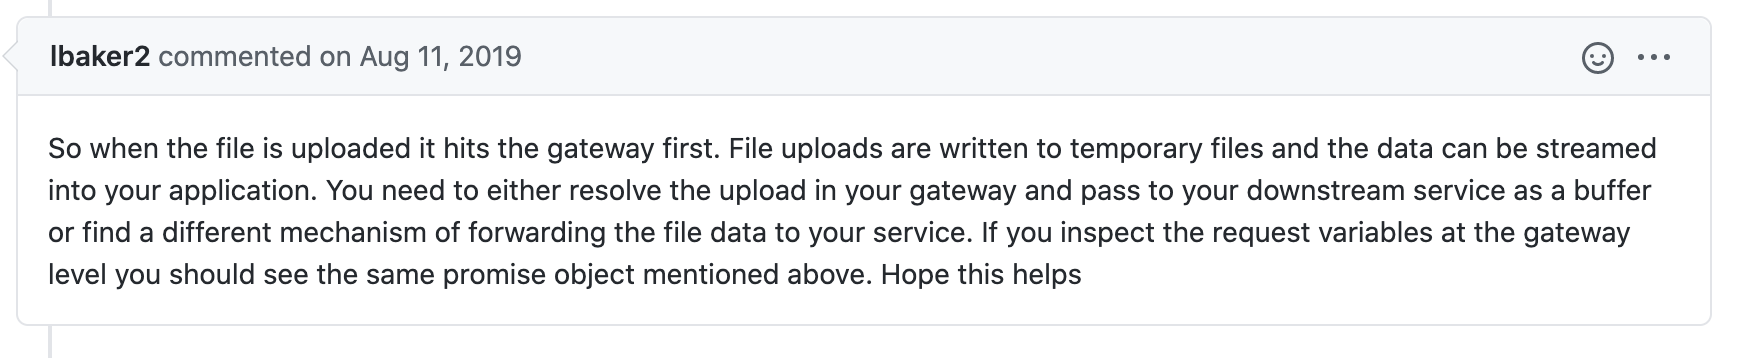 lbaker2 commented on Aug 11, 2019
So when the file is uploaded it hits the gateway first. File uploads are written to temporary files and the data can be streamed
into your application. You need to either resolve the upload in your gateway and pass to your downstream service as a buffer
or find a different mechanism of forwarding the file data to your service. If you inspect the request variables at the gateway
level you should see the same promise object mentioned above. Hope this helps